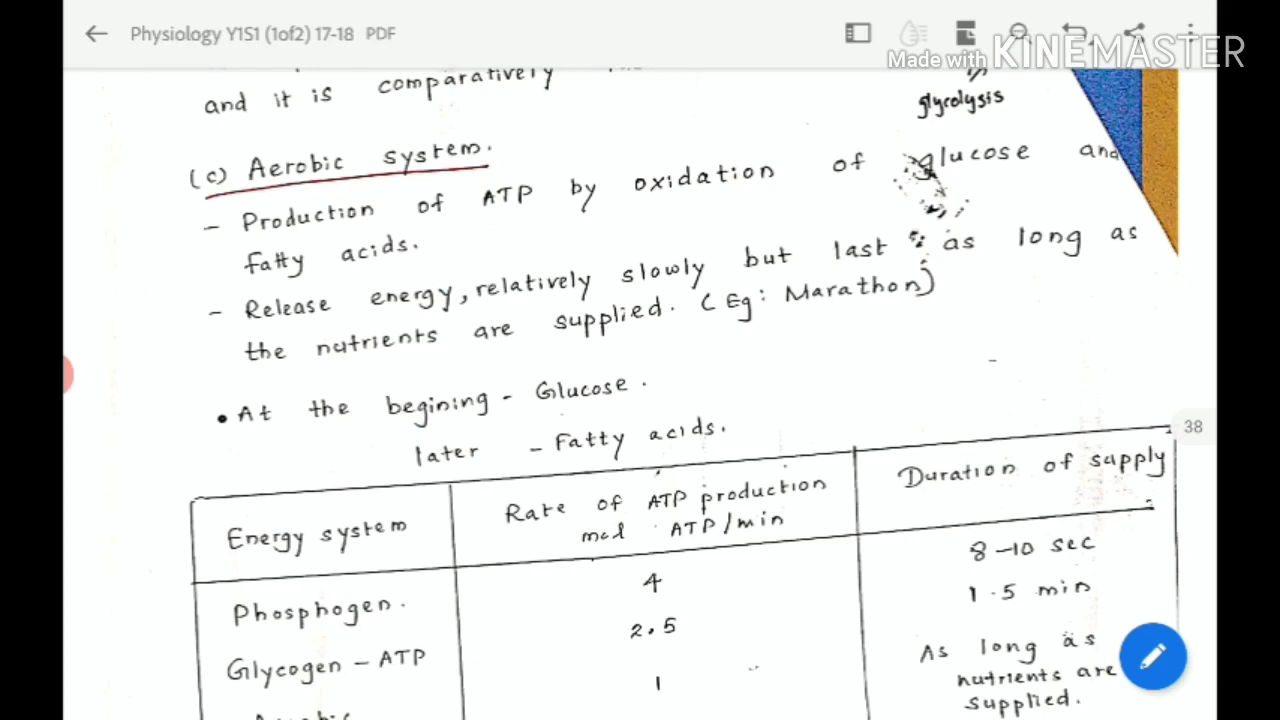 Physiology Y1S1 (1of2) 17-18 PDF
Made with KINEMASTER
and it is comparatively
glycolysis
(c) Aerobic system.
- Production of ATP by oxidation of glucose and
fatty acids.
- Release energy, relatively slowly but last as long as
the nutrients are supplied. (Eg: Marathon)
• At the begining - Glucose.
later - Fatty acids.
38
Energy system
Rate of ATP production
mol ATP/min
Duration of supply
Phosphogen. 4 8-10 sec
Glycogen - ATP 2.5 1.5 min
1 As long as
nutrients are
supplied.